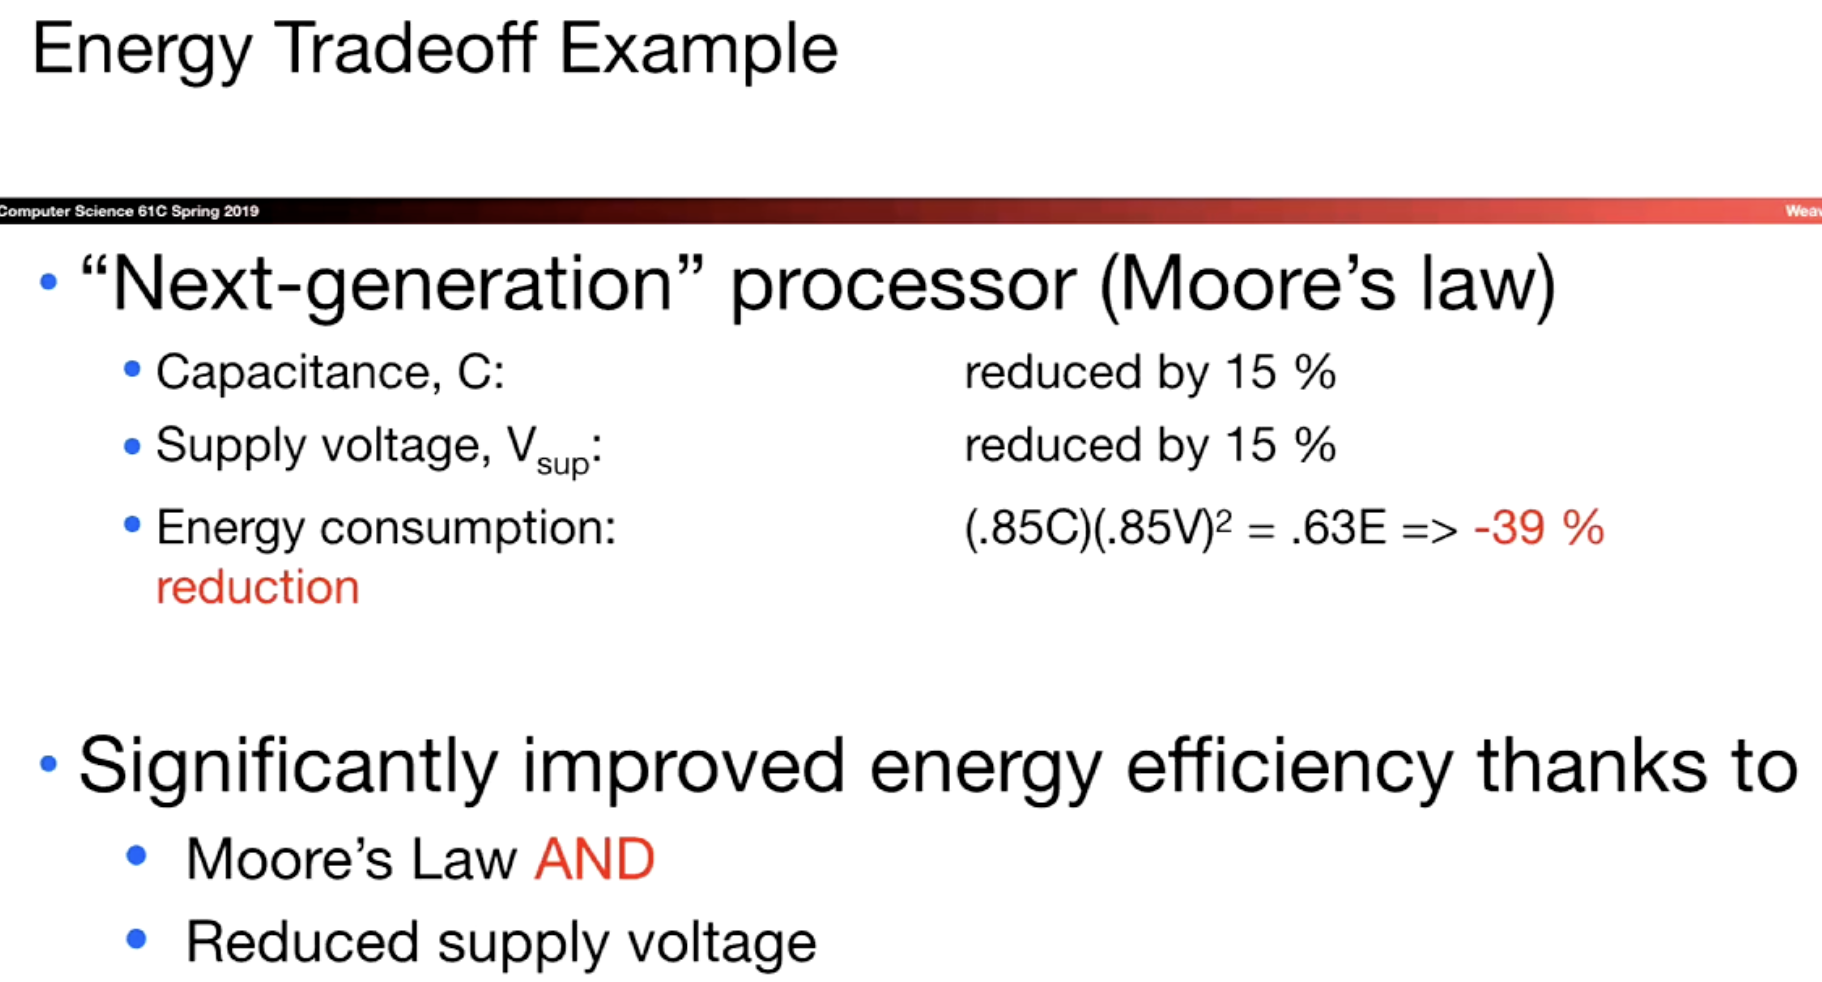 Energy Tradeoff Example
Computer Science 61C Spring 2019
Weav
• “Next-generation” processor (Moore’s law)
• Capacitance, C: reduced by 15 %
• Supply voltage, Vsup: reduced by 15 %
• Energy consumption: (.85C)(.85V)² = .63E => -39 %
reduction
• Significantly improved energy efficiency thanks to
• Moore’s Law AND
• Reduced supply voltage